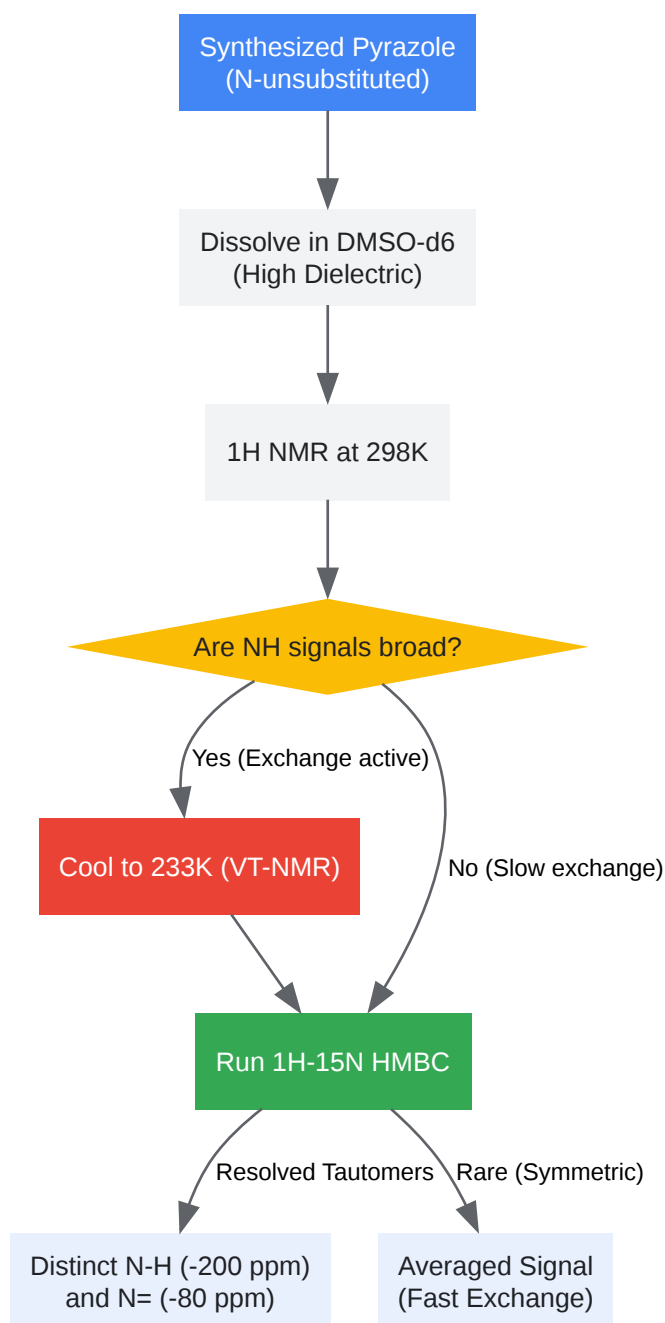 Synthesized Pyrazole
(N-unsubstituted)
Dissolve in DMSO-d6
(High Dielectric)
1H NMR at 298K
Are NH signals broad?
Yes (Exchange active)
Cool to 233K (VT-NMR)
No (Slow exchange)
Run 1H-15N HMBC
Resolved Tautomers
Rare (Symmetric)
Distinct N-H (-200 ppm)
and N= (-80 ppm)
Averaged Signal
(Fast Exchange)